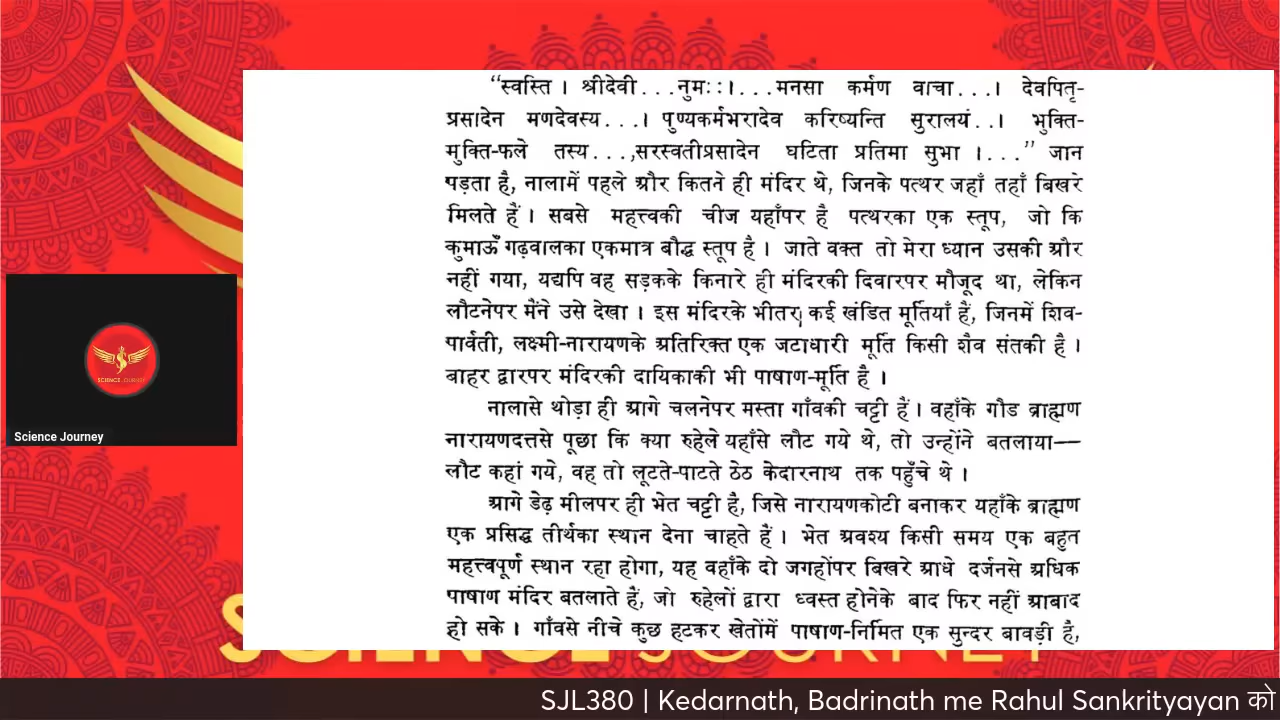 “स्वस्ति । श्रीदेवी...नुमः:।...मनसा कर्मण वाचा...। देवपितृ-
प्रसादेन मणदेवस्य...। पुण्यकर्मभरादेव करिष्यन्ति सुरालयं..। भुक्ति-
मुक्ति-फले तस्य...,सरस्वतीप्रसादेन घटिता प्रतिमा सुभा ।...” जान
पड़ता है, नालामें पहले और कितने ही मंदिर थे, जिनके पत्थर जहाँ तहाँ बिखरे
मिलते हैं । सबसे महत्त्वकी चीज यहाँपर है पत्थरका एक स्तूप, जो कि
कुमाऊँ गढ़वालका एकमात्र बौद्ध स्तूप है । जाते वक्त तो मेरा ध्यान उसकी और
नहीं गया, यद्यपि वह सड़कके किनारे ही मंदिरकी दिवारपर मौजूद था, लेकिन
लौटनेपर मैंने उसे देखा । इस मंदिरके भीतर कई खंडित मूर्तियाँ हैं, जिनमें शिव-
पार्वती, लक्ष्मी-नारायणके अतिरिक्त एक जटाधारी मूर्ति किसी शैव संतकी है ।
बाहर द्वारपर मंदिरकी दायिकाकी भी पाषाण-मूर्ति है ।
नालासे थोड़ा ही आगे चलनेपर मस्ता गाँवकी चट्टी हैं । वहाँके गौड ब्राह्मण
नारायणदत्तसे पूछा कि क्या रुहेले यहाँसे लौट गये थे, तो उन्होंने बतलाया—
लौट कहां गये, वह तो लूटते-पाटते ठेठ केदारनाथ तक पहुँचे थे ।
आगे डेढ़ मीलपर ही भेत चट्टी है, जिसे नारायणकोटी बनाकर यहाँके ब्राह्मण
एक प्रसिद्ध तीर्थका स्थान देना चाहते हैं । भेत अवश्य किसी समय एक बहुत
महत्त्वपूर्ण स्थान रहा होगा, यह वहाँके दो जगहोंपर बिखरे आधे दर्जनसे अधिक
पाषाण मंदिर बतलाते हैं, जो रुहेलों द्वारा ध्वस्त होनेके बाद फिर नहीं आबाद
हो सके । गाँवसे नीचे कुछ हटकर खेतोंमें पाषाण-निर्मित एक सुन्दर बावड़ी है,
SCIENCE JOURNEY
Science Journey
SCIENCE JOURNEY
SJL380 | Kedarnath, Badrinath me Rahul Sankrityayan को